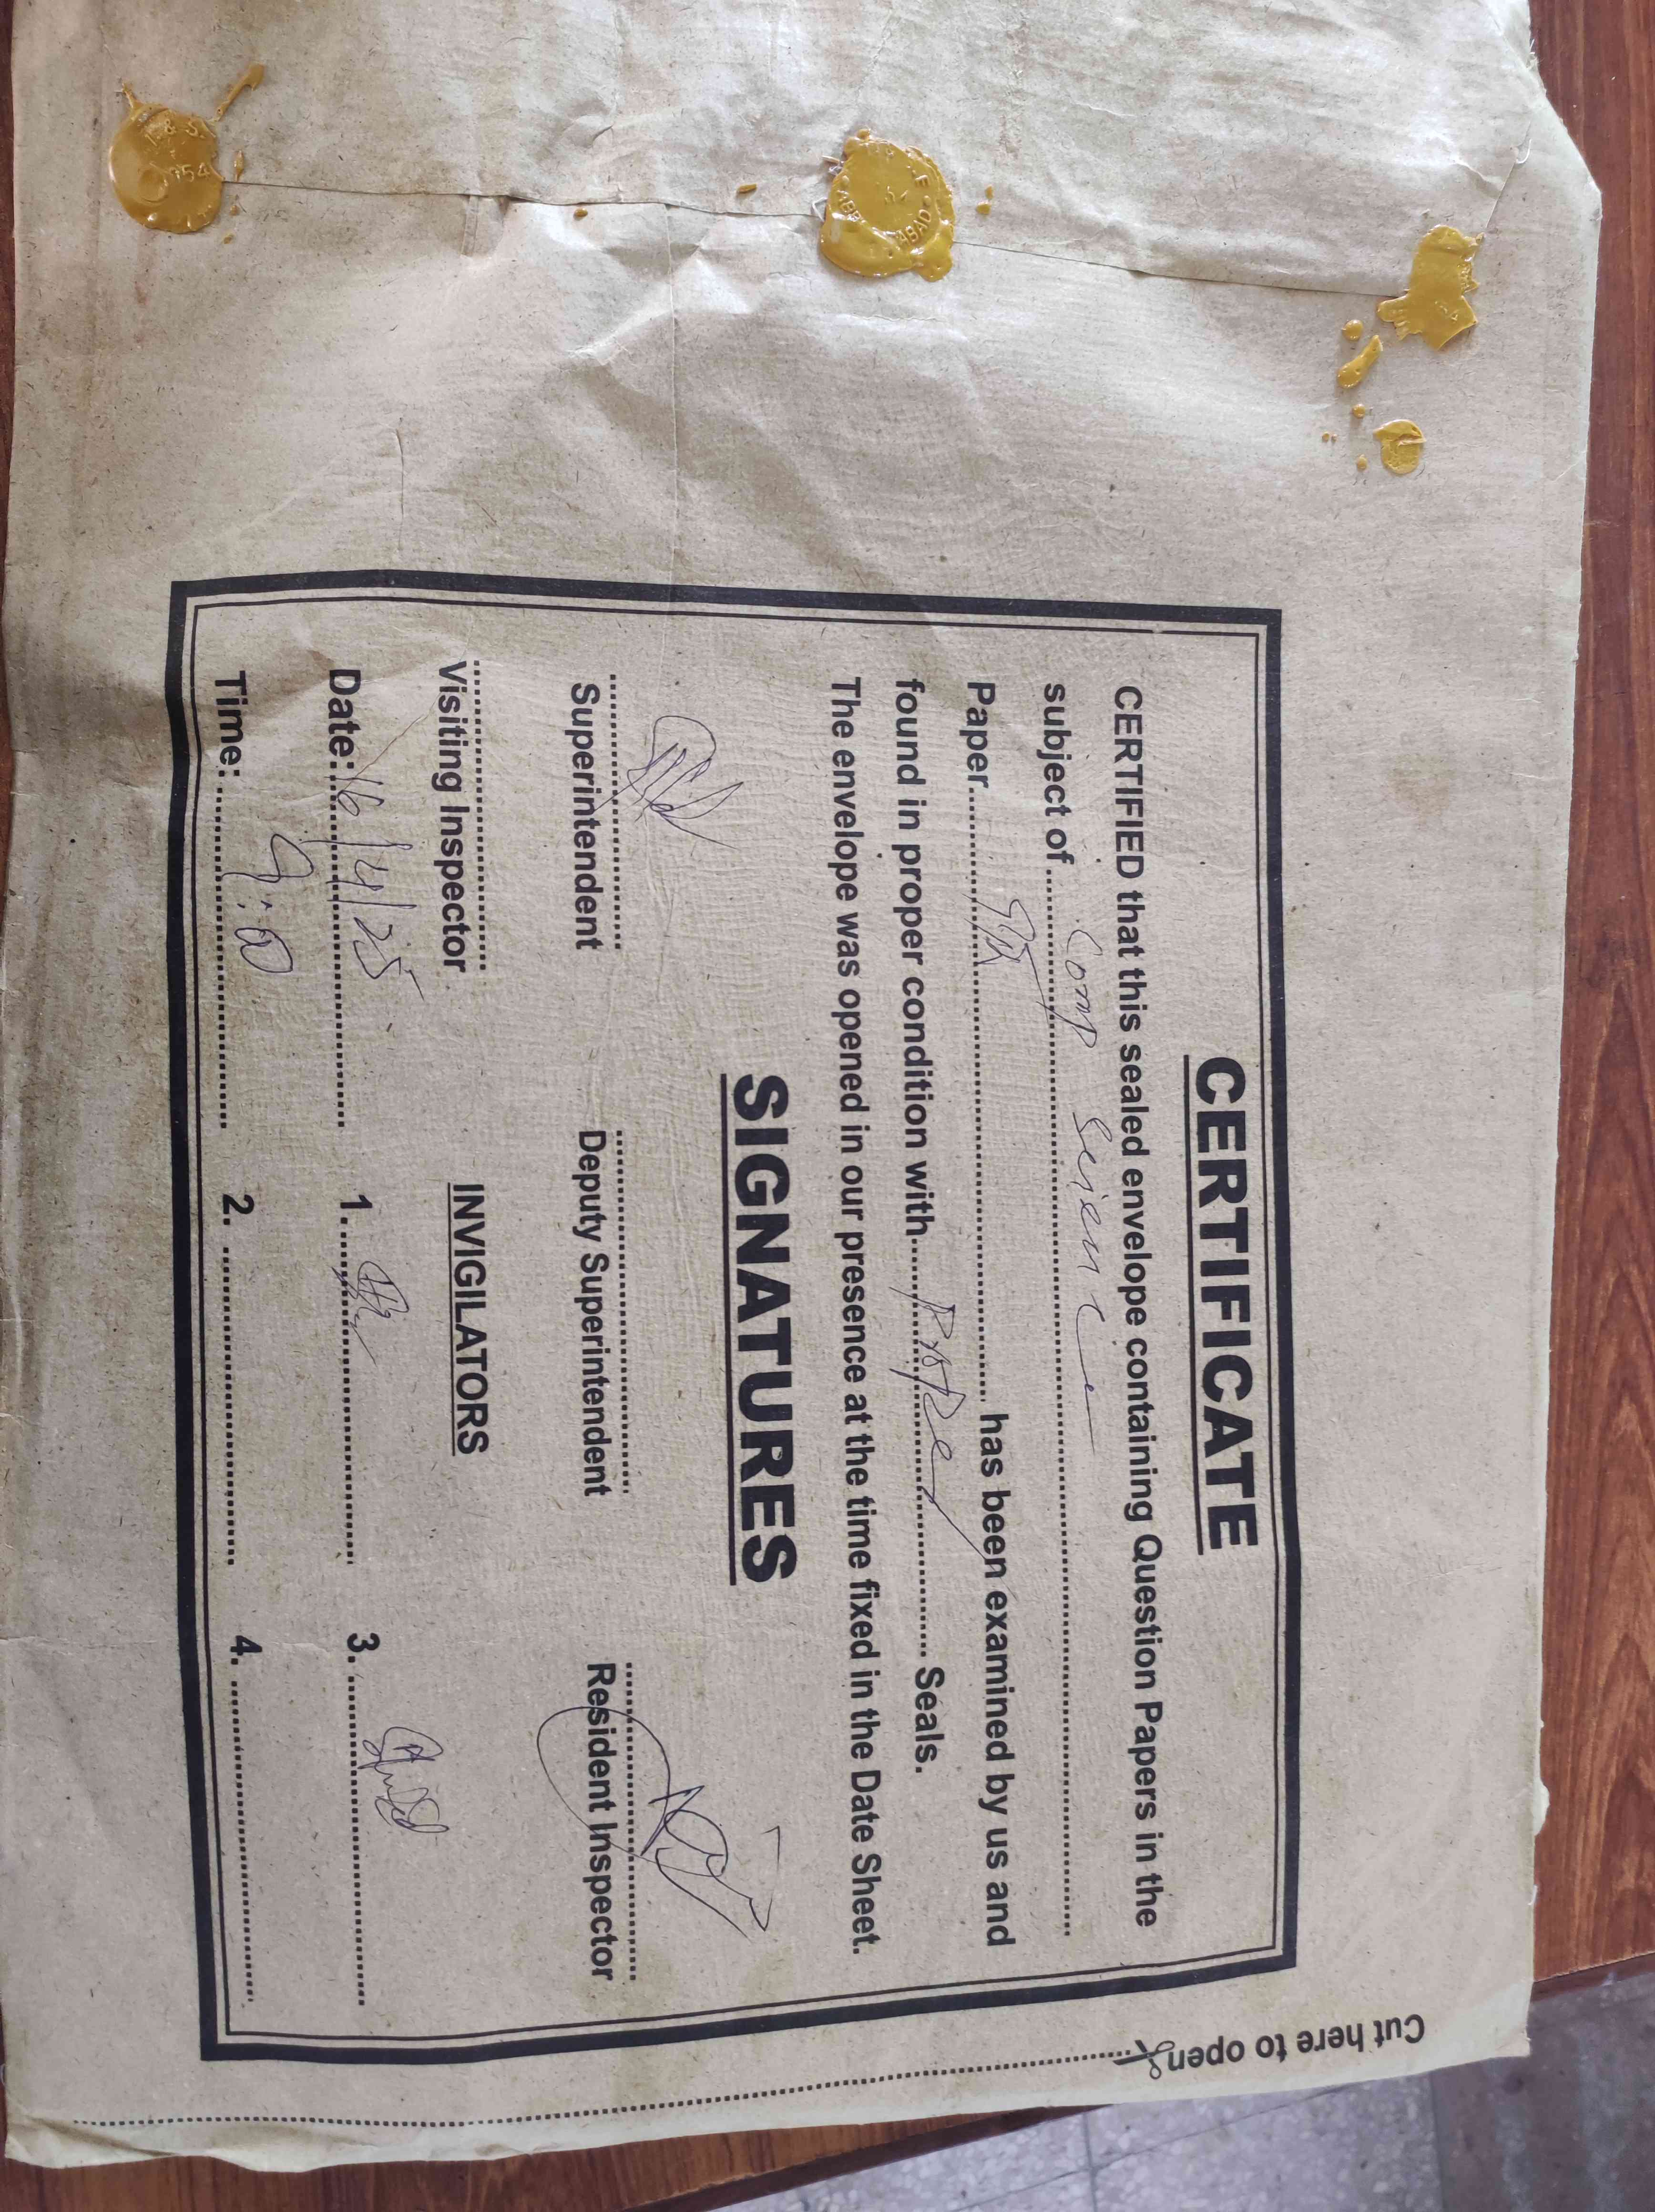 CERTIFICATE
CERTIFIED that this sealed envelope containing Question Papers in the
subject of Comp Science
Paper 9th has been examined by us and
found in proper condition with Proper Seals.
The envelope was opened in our presence at the time fixed in the Date Sheet.
SIGNATURES
Superintendent Deputy Superintendent Resident Inspector
Visiting Inspector INVIGILATORS
Date: 16/4/25 1. 3.
Time: 9:00 2. 4.
Cut here to open